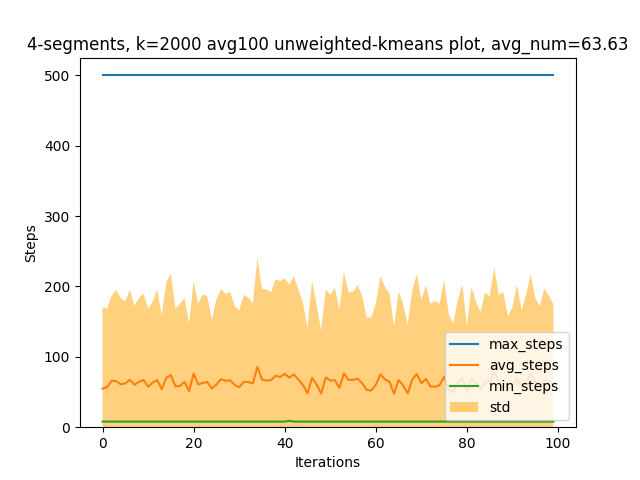 4-segments, k=2000 avg100 unweighted-kmeans plot, avg_num=63.63
500
400
300
200
100
0
Steps
0 20 40 60 80 100
Iterations
max_steps
avg_steps
min_steps
std